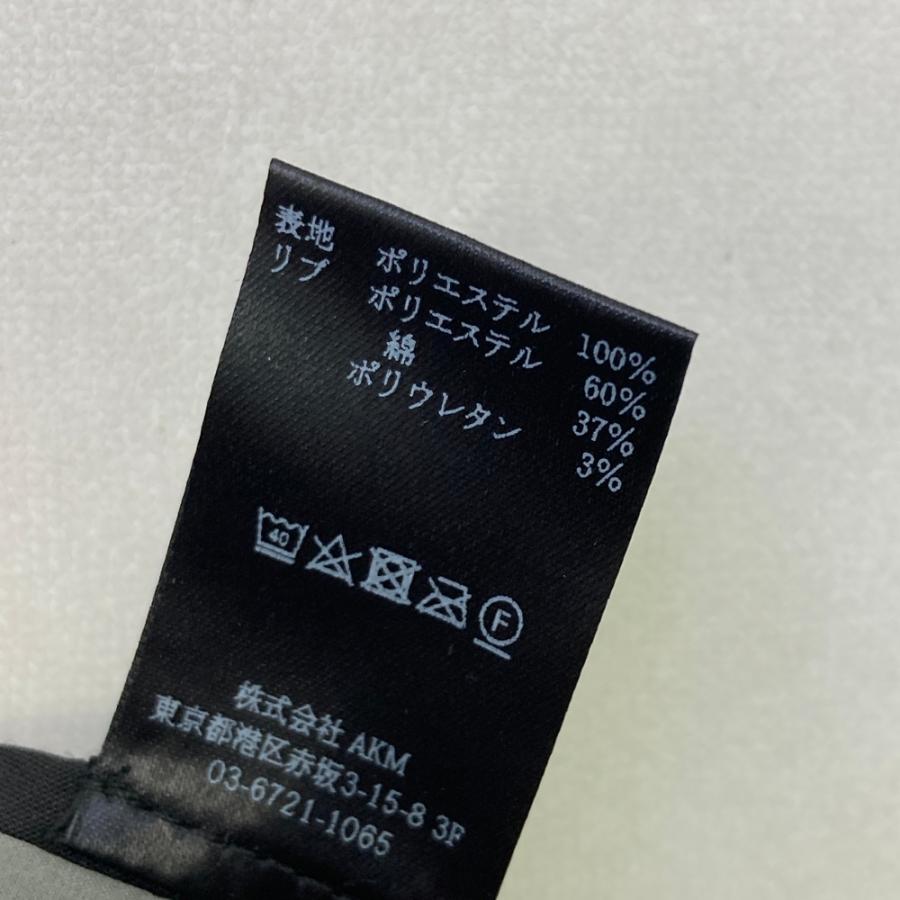 表地 ポリエステル 100%
リブ ポリエステル 60%
綿 37%
ポリウレタン 3%
40
F
株式会社 AKM
東京都港区赤坂3-15-8 3F
03-6721-1065